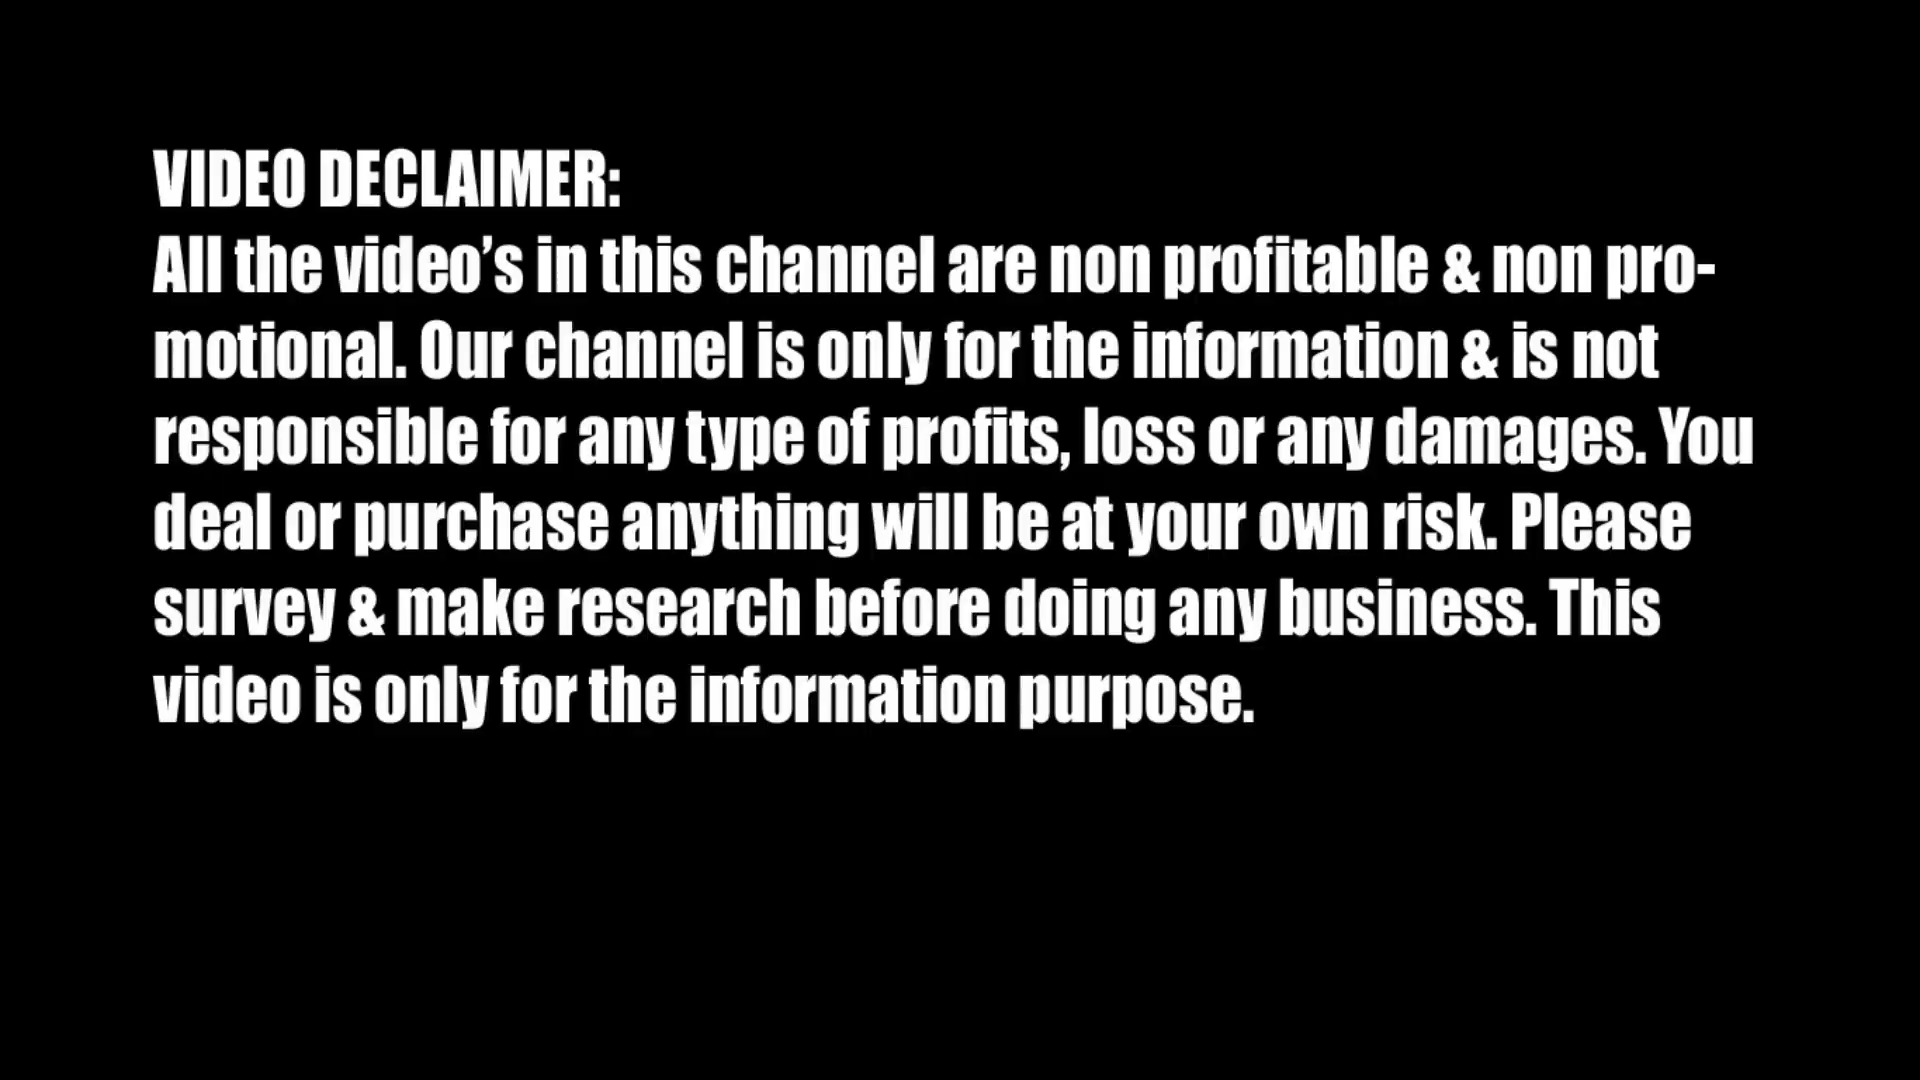 VIDEO DECLAIMER:
All the video’s in this channel are non profitable & non pro-
motional. Our channel is only for the information & is not
responsible for any type of profits, loss or any damages. You
deal or purchase anything will be at your own risk. Please
survey & make research before doing any business. This
video is only for the information purpose.